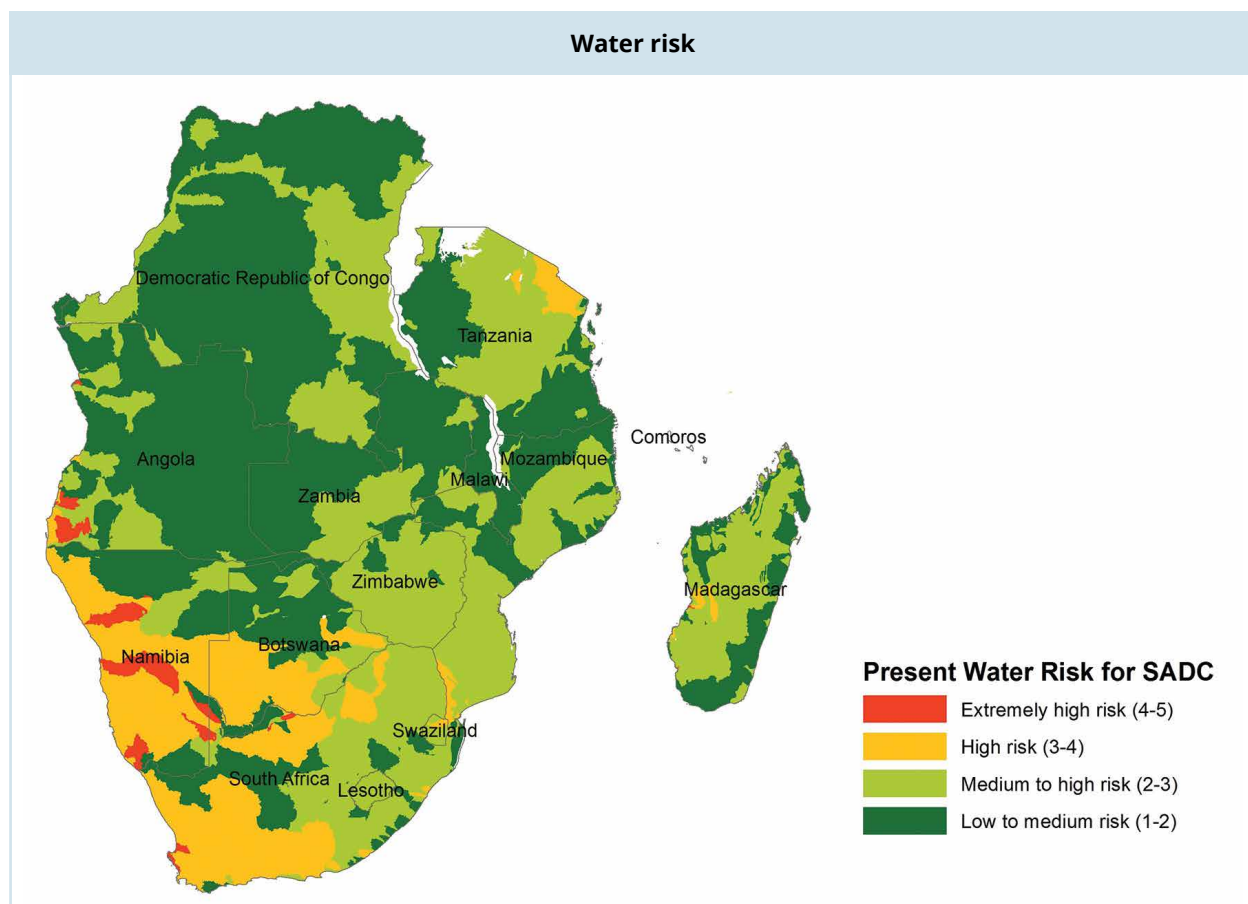 Water risk
Democratic Republic of Congo
Tanzania
Comoros
Angola
Mozambique
Malawi
Zambia
Zimbabwe
Madagascar
Botswana
Namibia
Swaziland
South Africa
Lesotho
Present Water Risk for SADC
Extremely high risk (4-5)
High risk (3-4)
Medium to high risk (2-3)
Low to medium risk (1-2)